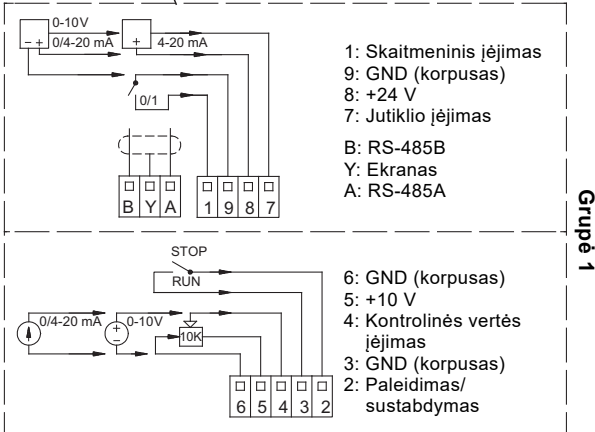 0-10V
- +
0/4-20 mA
+
4-20 mA
0/1
B Y A
1 9 8 7
1: Skaitmeninis įėjimas
9: GND (korpusas)
8: +24 V
7: Jutiklio įėjimas
B: RS-485B
Y: Ekranas
A: RS-485A
Grupė 1
STOP
RUN
0/4-20 mA
+
−
0-10V
10K
6 5 4 3 2
6: GND (korpusas)
5: +10 V
4: Kontrolinės vertės
įėjimas
3: GND (korpusas)
2: Paleidimas/
sustabdymas